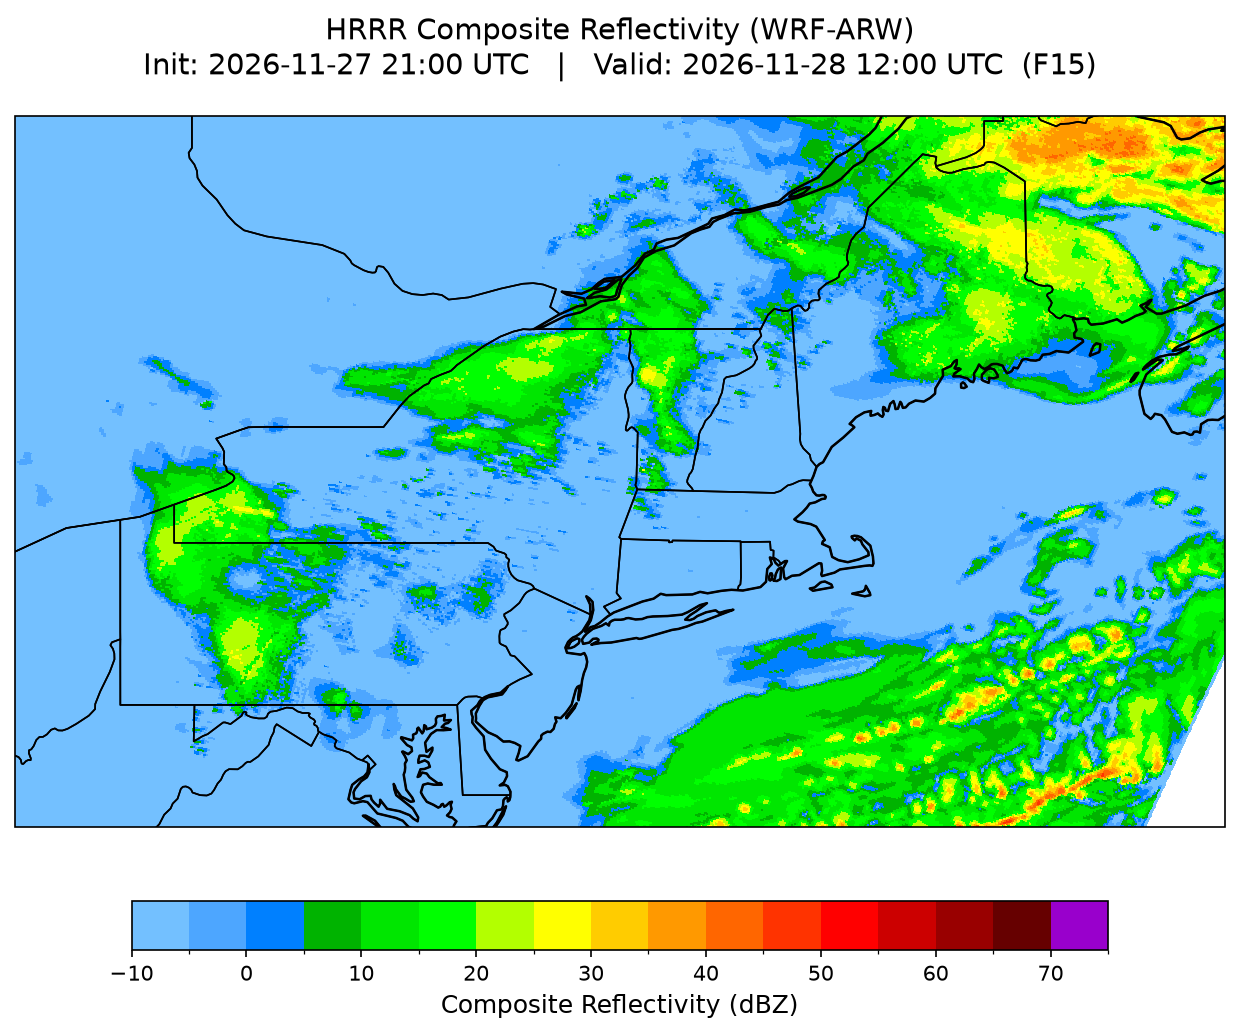 HRRR Composite Reflectivity (WRF-ARW)
Init: 2026-11-27 21:00 UTC   |   Valid: 2026-11-28 12:00 UTC  (F15)
−10 0 10 20 30 40 50 60 70
Composite Reflectivity (dBZ)